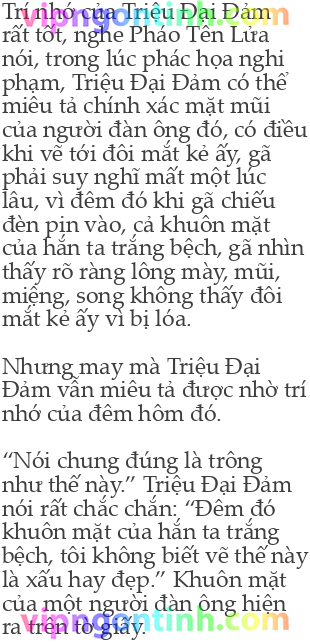 Trí nhớ của Triệu Đại Đảm
rất tốt, nghe Pháo Tên Lửa
nói, trong lúc phác họa nghi
phạm, Triệu Đại Đảm có thể
miêu tả chính xác mặt mũi
của người đàn ông đó, có điều
khi vẽ tới đôi mắt kẻ ấy, gã
phải suy nghĩ mất một lúc
lâu, vì đêm đó khi gã chiếu
đèn pin vào, cả khuôn mặt
của hắn ta trắng bệch, gã nhìn
thấy rõ ràng lông mày, mũi,
miệng, song không thấy đôi
mắt kẻ ấy vì bị lóa.
Nhưng may mà Triệu Đại
Đảm vẫn miêu tả được nhờ trí
nhớ của đêm hôm đó.
“Nói chung đúng là trông
như thế này.” Triệu Đại Đảm
nói rất chắc chắn: “Đêm đó
khuôn mặt của hắn ta trắng
bệch, tôi không biết vẽ thế này
là xấu hay đẹp.” Khuôn mặt
của một người đàn ông hiện
ra trên tờ giấy.
vipngontinh.com
vipngontinh.com